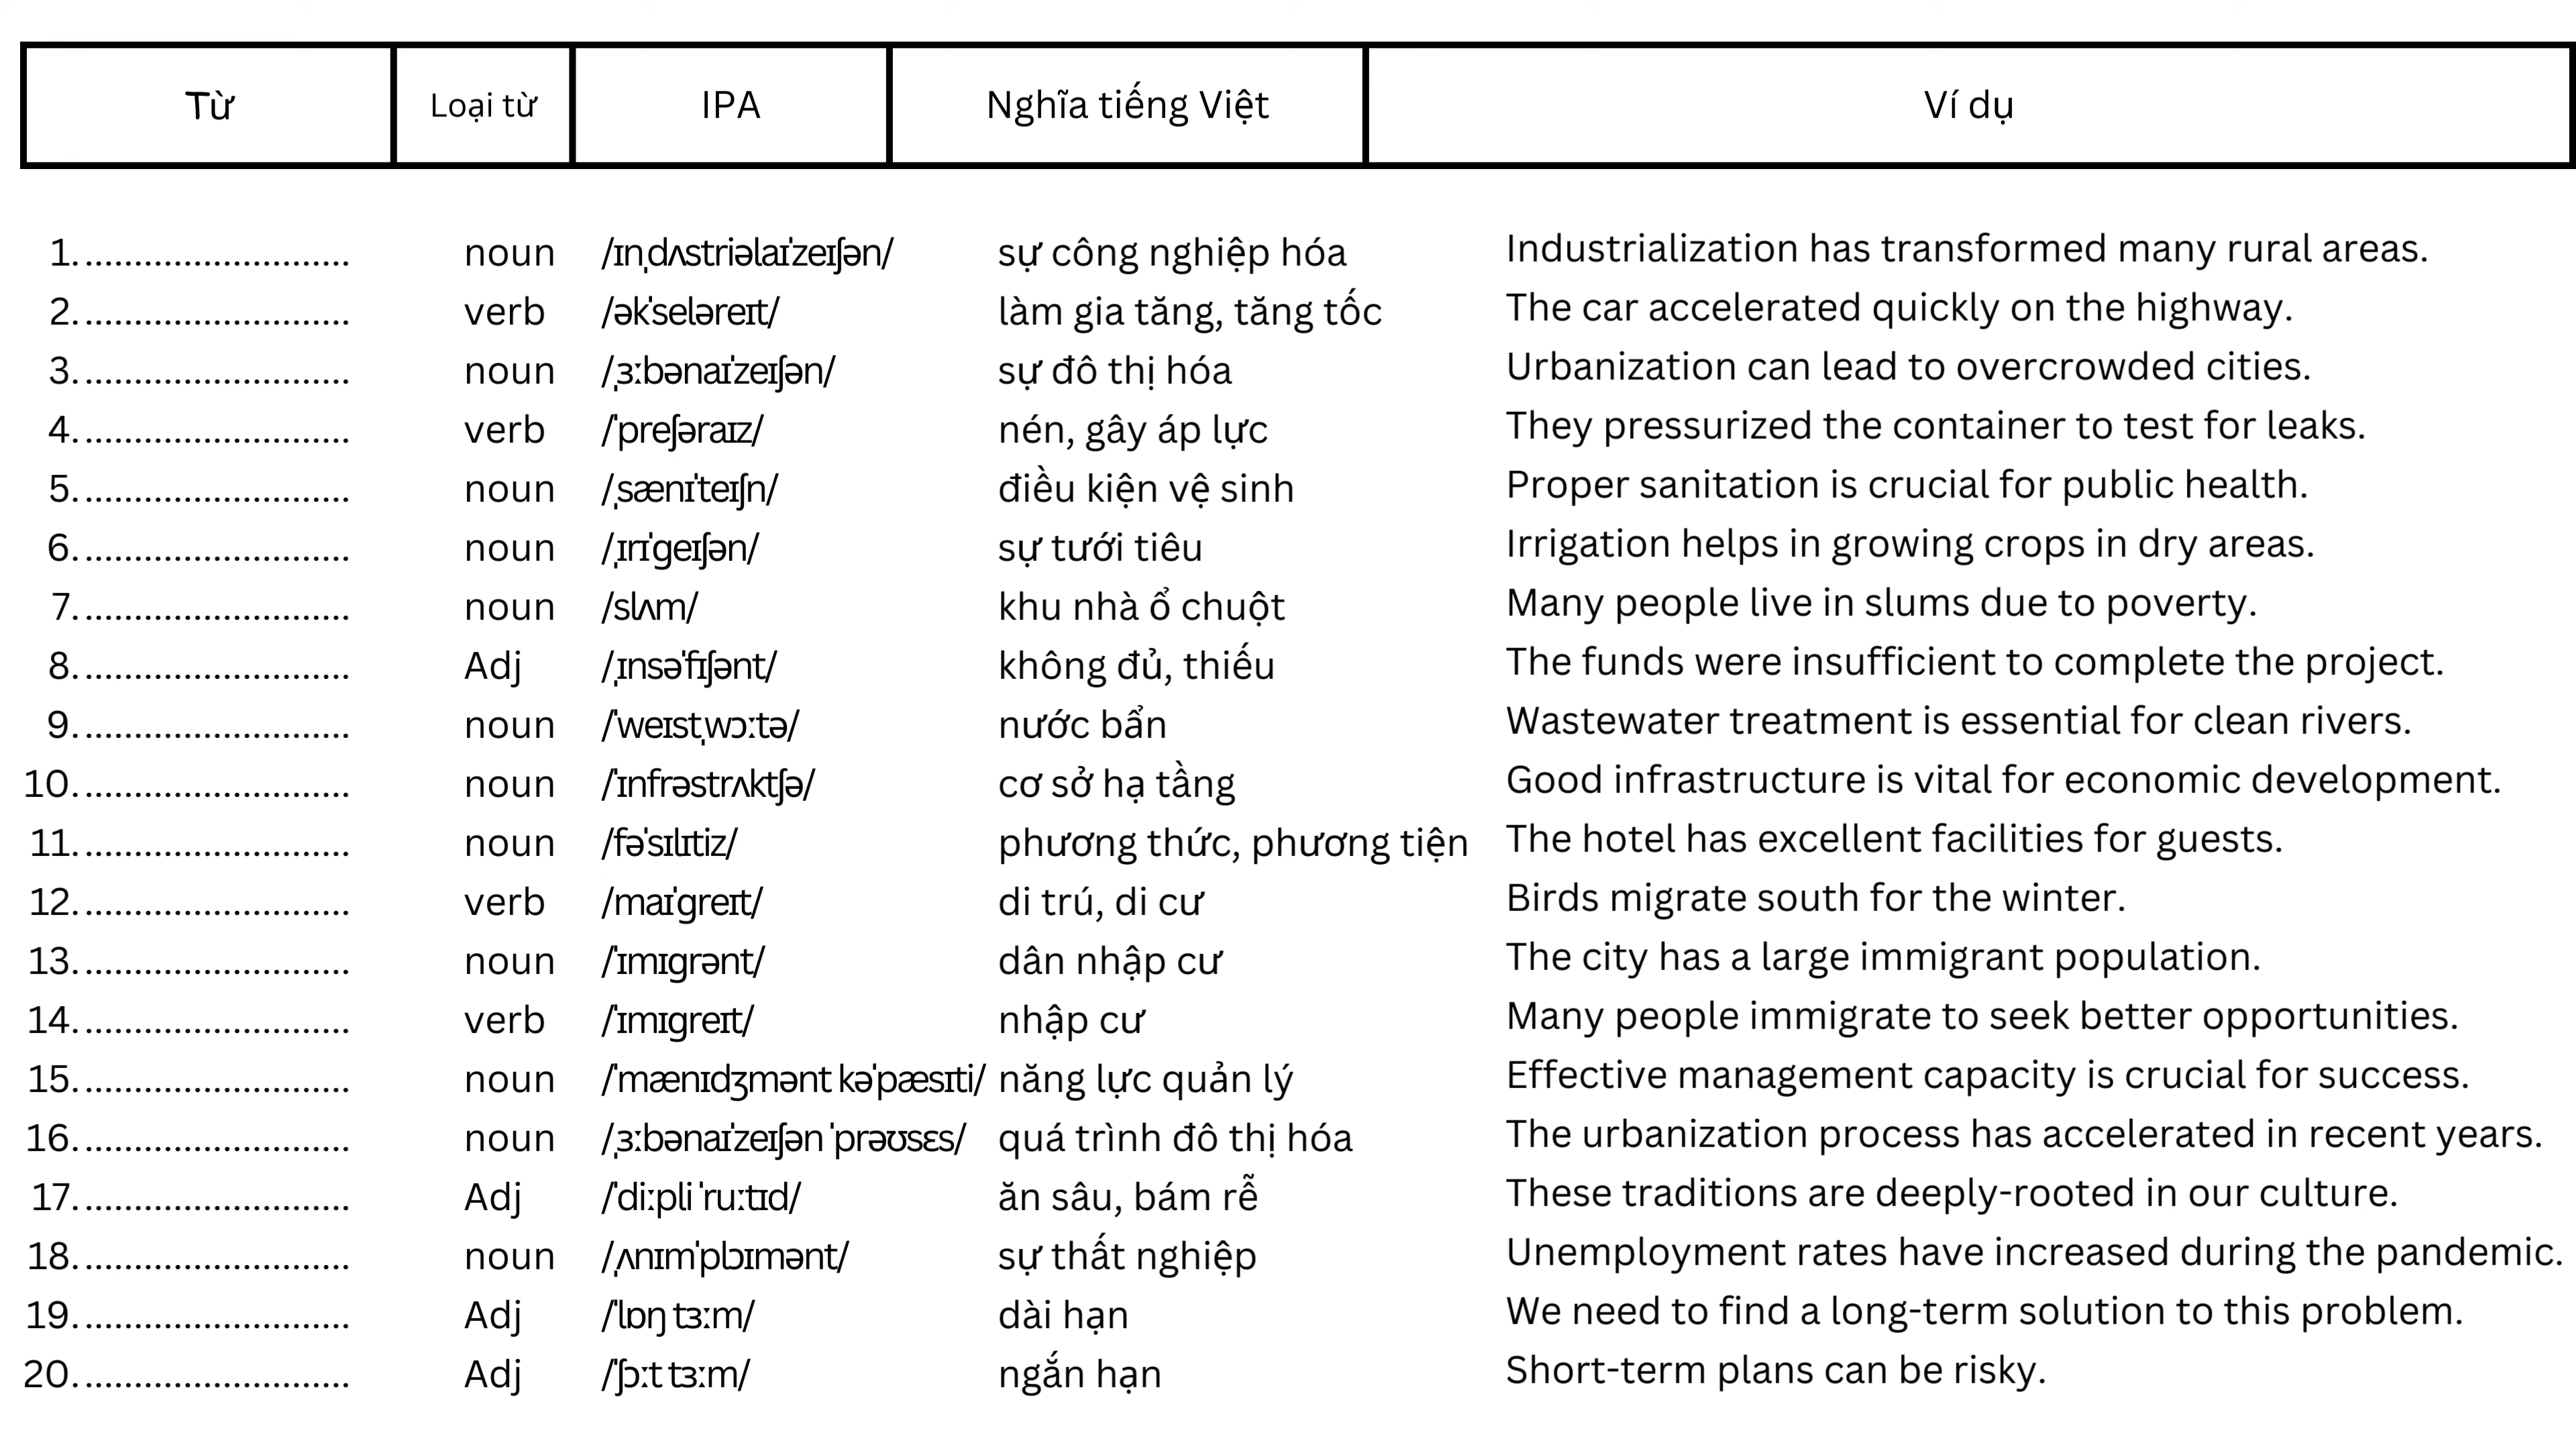 Từ Loại từ IPA Nghĩa tiếng Việt Ví dụ
1........................... noun /ɪnˌdʌstriəlaɪˈzeɪʃən/ sự công nghiệp hóa Industrialization has transformed many rural areas.
2........................... verb /əkˈseləreɪt/ làm gia tăng, tăng tốc The car accelerated quickly on the highway.
3........................... noun /ˌɜːbənaɪˈzeɪʃən/ sự đô thị hóa Urbanization can lead to overcrowded cities.
4........................... verb /ˈpreʃəraɪz/ nén, gây áp lực They pressurized the container to test for leaks.
5........................... noun /ˌsænɪˈteɪʃn/ điều kiện vệ sinh Proper sanitation is crucial for public health.
6........................... noun /ˌɪrɪˈɡeɪʃən/ sự tưới tiêu Irrigation helps in growing crops in dry areas.
7........................... noun /slʌm/ khu nhà ổ chuột Many people live in slums due to poverty.
8........................... Adj /ˌɪnsəˈfɪʃənt/ không đủ, thiếu The funds were insufficient to complete the project.
9........................... noun /ˈweɪstˌwɔːtə/ nước bẩn Wastewater treatment is essential for clean rivers.
10........................... noun /ˈɪnfrəstrʌktʃə/ cơ sở hạ tầng Good infrastructure is vital for economic development.
11........................... noun /fəˈsɪlɪtiz/ phương thức, phương tiện The hotel has excellent facilities for guests.
12........................... verb /maɪˈɡreɪt/ di trú, di cư Birds migrate south for the winter.
13........................... noun /ˈɪmɪɡrənt/ dân nhập cư The city has a large immigrant population.
14........................... verb /ˈɪmɪɡreɪt/ nhập cư Many people immigrate to seek better opportunities.
15........................... noun /ˈmænɪdʒmənt kəˈpæsɪti/ năng lực quản lý Effective management capacity is crucial for success.
16........................... noun /ˌɜːbənaɪˈzeɪʃən ˈprəʊsɛs/ quá trình đô thị hóa The urbanization process has accelerated in recent years.
17........................... Adj /ˈdiːpli ˈruːtɪd/ ăn sâu, bám rễ These traditions are deeply-rooted in our culture.
18........................... noun /ˌʌnɪmˈplɔɪmənt/ sự thất nghiệp Unemployment rates have increased during the pandemic.
19........................... Adj /ˈlɒŋ tɜːm/ dài hạn We need to find a long-term solution to this problem.
20........................... Adj /ˈʃɔːt tɜːm/ ngắn hạn Short-term plans can be risky.